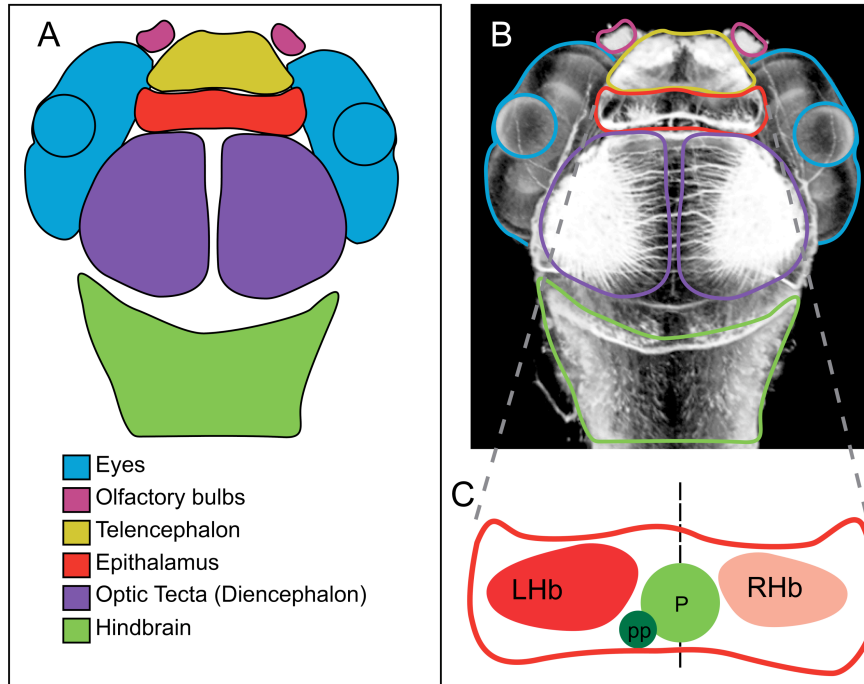 A
B
Eyes
Olfactory bulbs
Telencephalon
Epithalamus
Optic Tecta (Diencephalon)
Hindbrain
C
LHb
P
RHb
pp